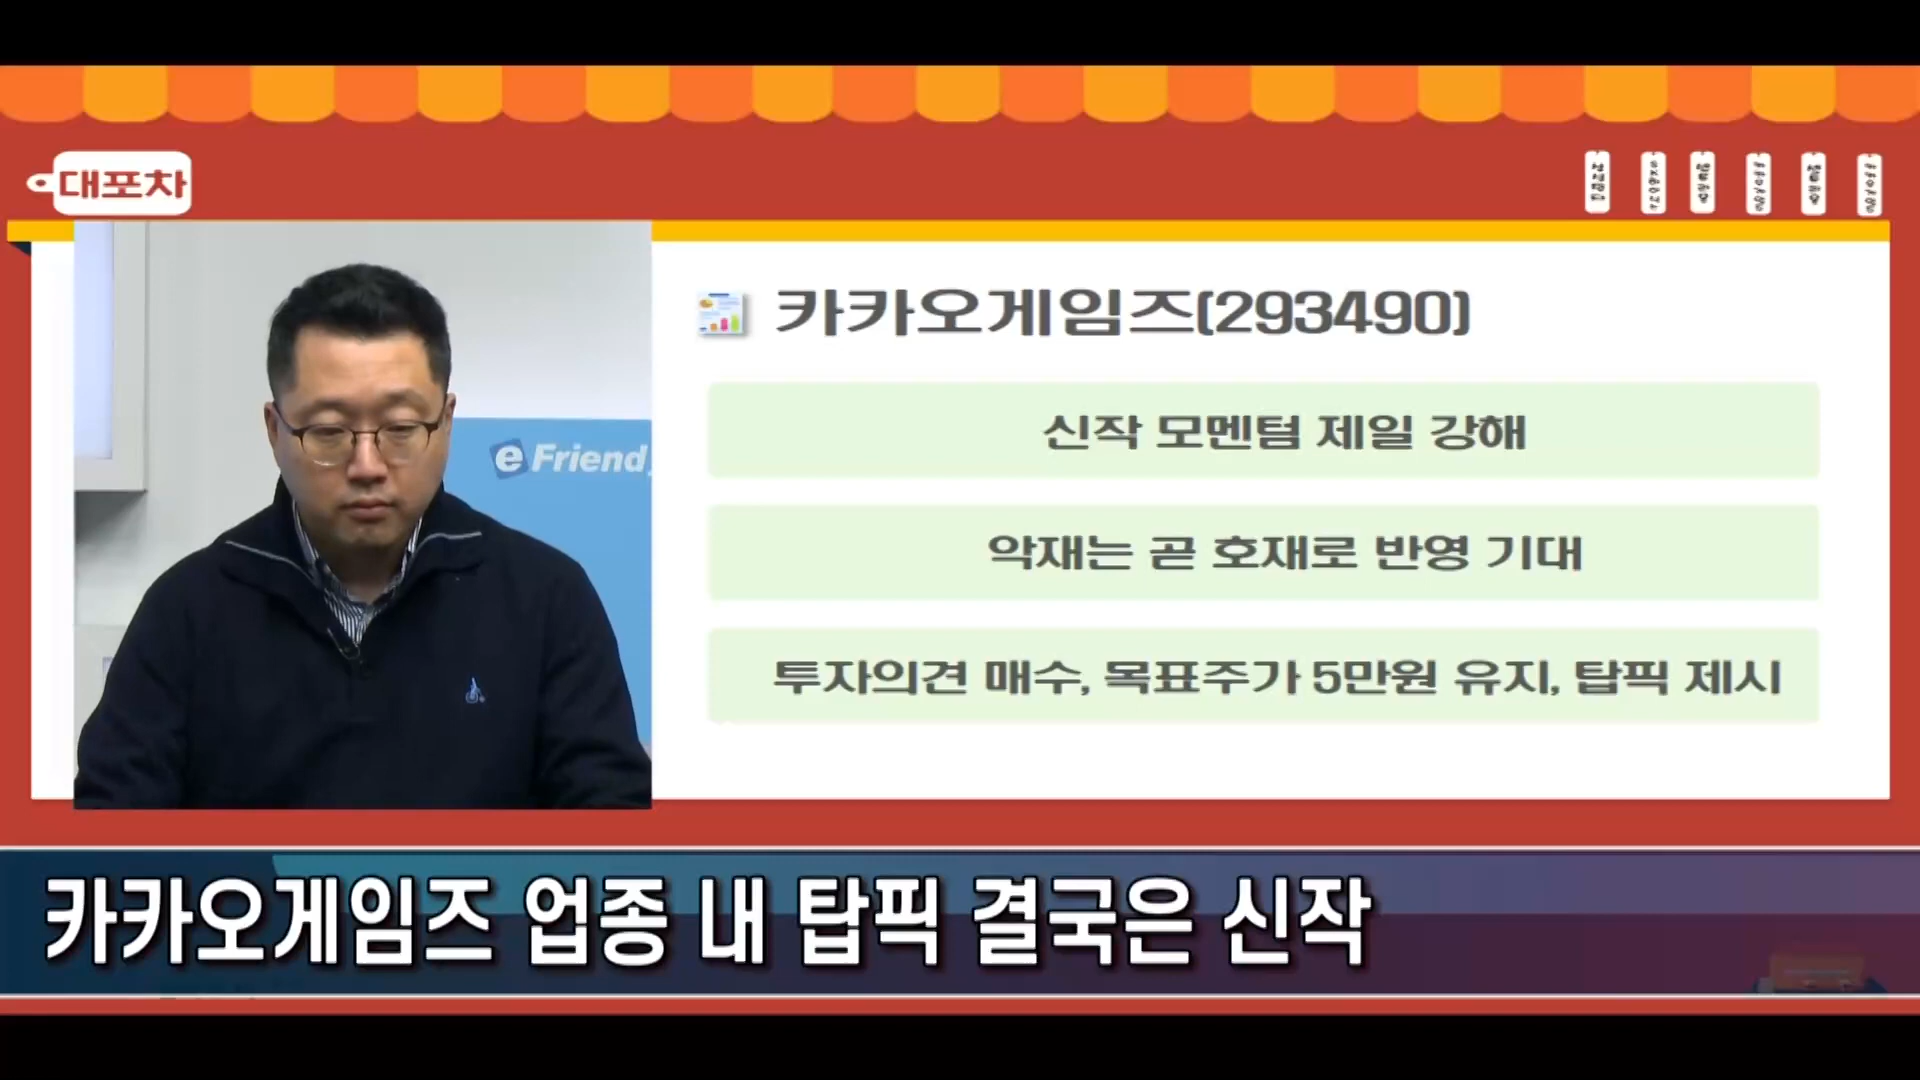 대포차
카카오게임즈(293490)
신작 모멘텀 제일 강해
악재는 곧 호재로 반영 기대
투자의견 매수, 목표주가 5만원 유지, 탑픽 제시
e Friend
카카오게임즈 업종 내 탑픽 결국은 신작